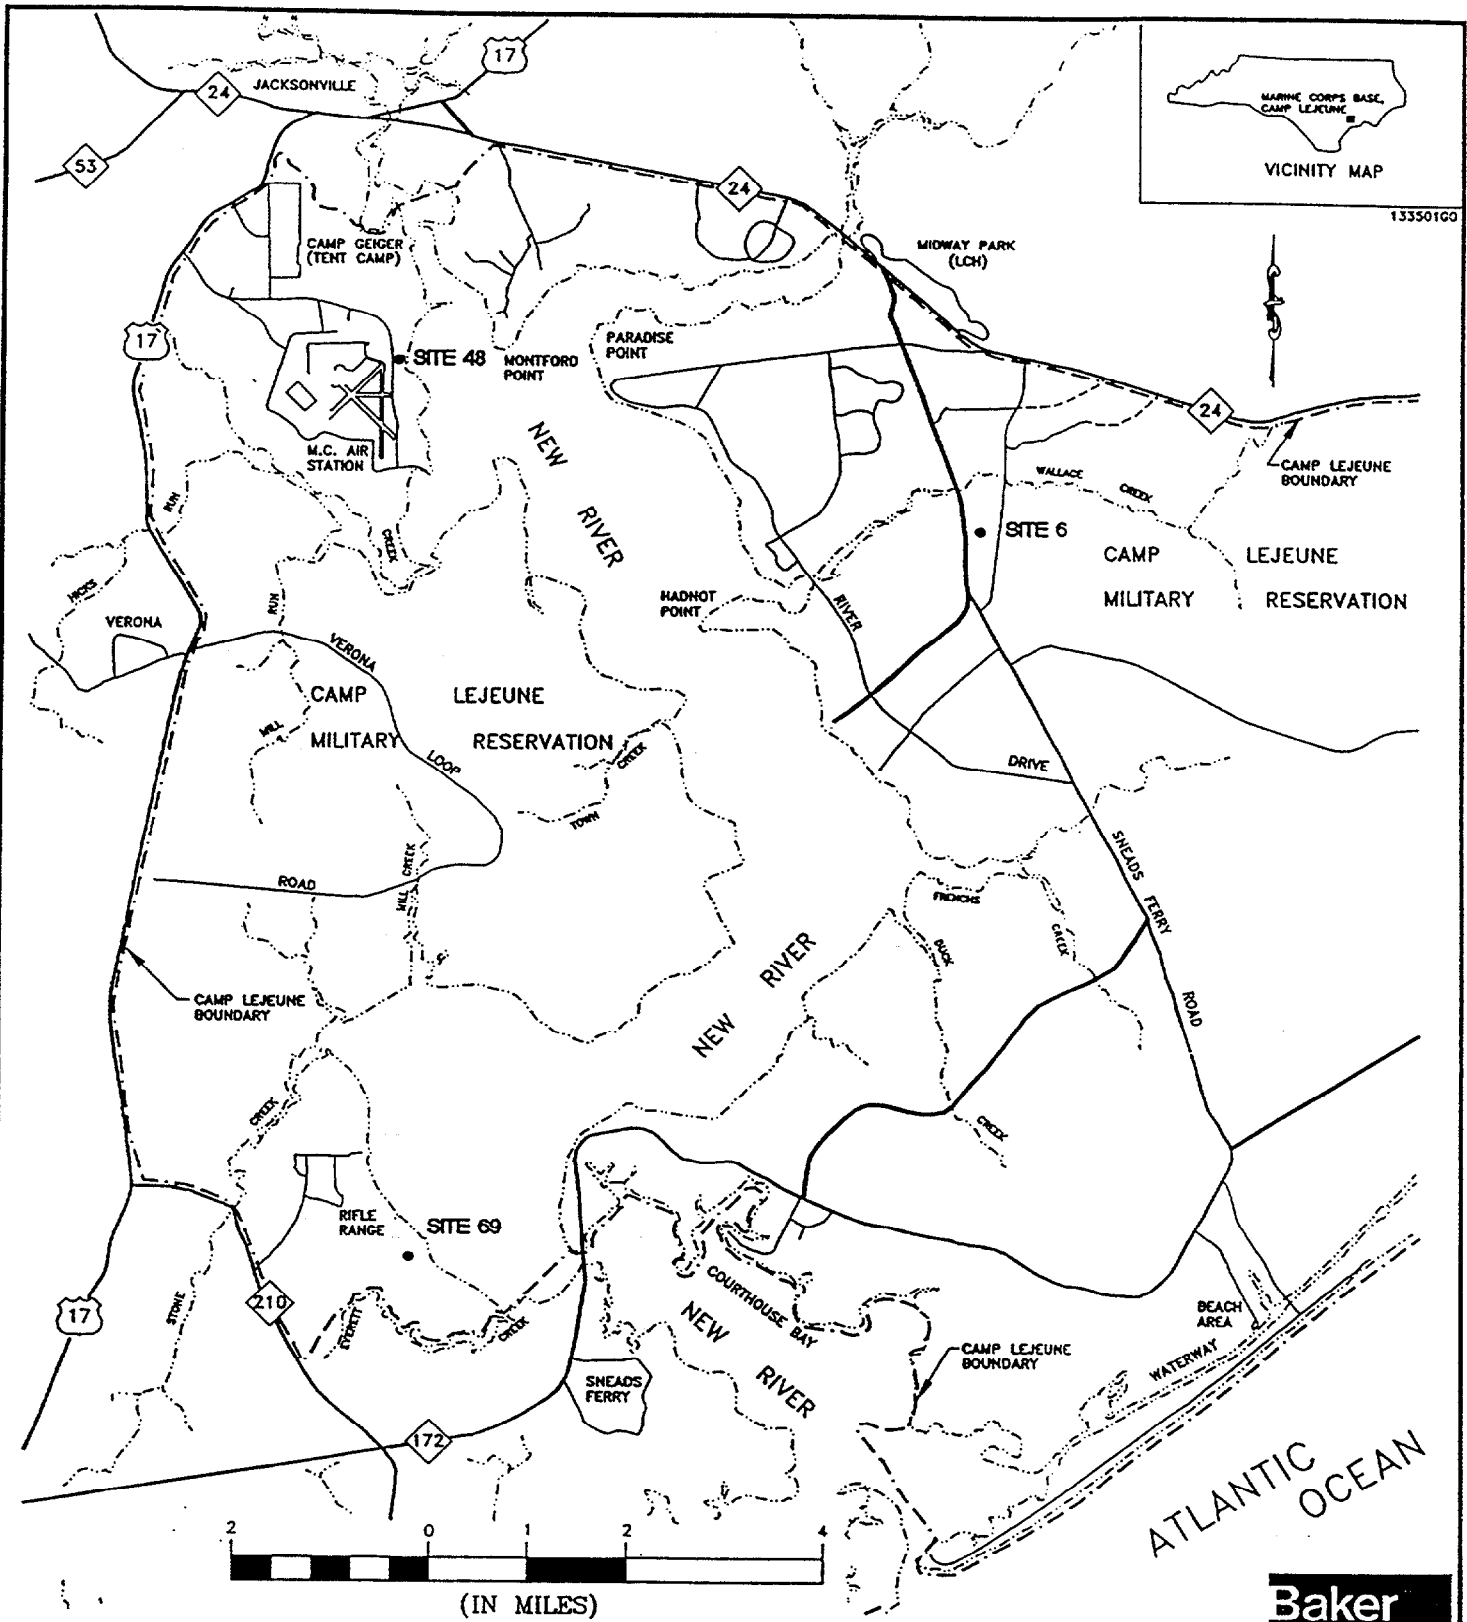 17
24
JACKSONVILLE
53
MARINE CORPS BASE,
CAMP LEJEUNE
VICINITY MAP
133501G0
24
CAMP GEIGER
(TENT CAMP)
MIDWAY PARK
(LCH)
17
SITE 48
MONTFORD
POINT
PARADISE
POINT
24
M.C. AIR
STATION
NEW
RIVER
CAMP LEJEUNE
BOUNDARY
WALLACE
CREEK
RUN
CREEK
SITE 6
CAMP LEJEUNE
MILITARY RESERVATION
HICKS
RUN
HADNOT
POINT
RIVER
VERONA
VERONA
CAMP LEJEUNE
MILITARY RESERVATION
MILL
LOOP
CREEK
TOWN
DRIVE
SNEADS
FERRY
ROAD
ROAD
MILL CREEK
FRENCHS
CREEK
DUCK
NEW RIVER
CAMP LEJEUNE
BOUNDARY
CREEK
CREEK
RIFLE
RANGE
SITE 69
210
17
STONE
EVERETT
CREEK
COURTHOUSE BAY
NEW
RIVER
BEACH
AREA
CAMP LEJEUNE
BOUNDARY
WATERWAY
SNEADS
FERRY
172
ATLANTIC
OCEAN
2 0 1 2 4
(IN MILES)
Baker